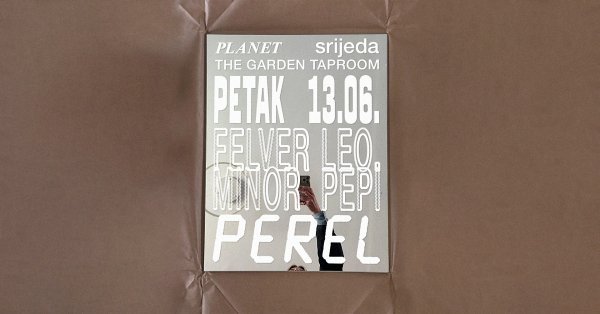 PLANET srijeda
THE GARDEN TAPROOM
PETAK 13.06.
FELVER LEO,
MINOR PEPI
PEREL